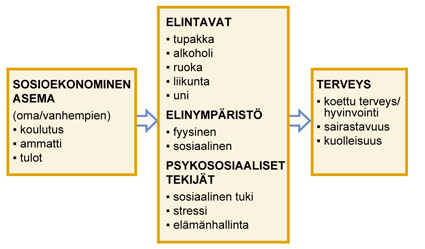 SOSIOEKONOMINEN
ASEMA
(oma/vanhempien)
▪ koulutus
▪ ammatti
▪ tulot
ELINTAVAT
▪ tupakka
▪ alkoholi
▪ ruoka
▪ liikunta
▪ uni
ELINYMPÄRISTÖ
▪ fyysinen
▪ sosiaalinen
PSYKOSOSIAALISET
TEKIJÄT
▪ sosiaalinen tuki
▪ stressi
▪ elämänhallinta
TERVEYS
▪ koettu terveys/
hyvinvointi
▪ sairastavuus
▪ kuolleisuus